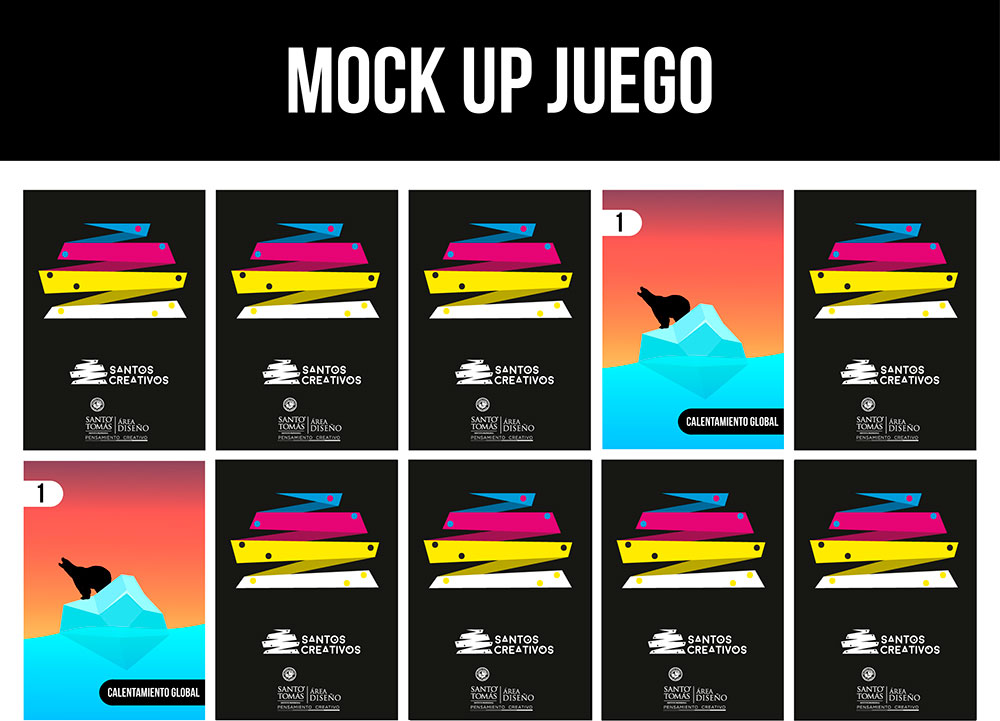 MOCK UP JUEGO
SANTOS
CREATIVOS
SANTO
TOMÁS
ÁREA
DISEÑO
PENSAMIENTO CREATIVO
SANTOS
CREATIVOS
SANTO
TOMÁS
ÁREA
DISEÑO
PENSAMIENTO CREATIVO
SANTOS
CREATIVOS
SANTO
TOMÁS
ÁREA
DISEÑO
PENSAMIENTO CREATIVO
1
CALENTAMIENTO GLOBAL
SANTOS
CREATIVOS
SANTO
TOMÁS
ÁREA
DISEÑO
PENSAMIENTO CREATIVO
1
CALENTAMIENTO GLOBAL
SANTOS
CREATIVOS
SANTO
TOMÁS
ÁREA
DISEÑO
PENSAMIENTO CREATIVO
SANTOS
CREATIVOS
SANTO
TOMÁS
ÁREA
DISEÑO
PENSAMIENTO CREATIVO
SANTOS
CREATIVOS
SANTO
TOMÁS
ÁREA
DISEÑO
PENSAMIENTO CREATIVO
SANTOS
CREATIVOS
SANTO
TOMÁS
ÁREA
DISEÑO
PENSAMIENTO CREATIVO